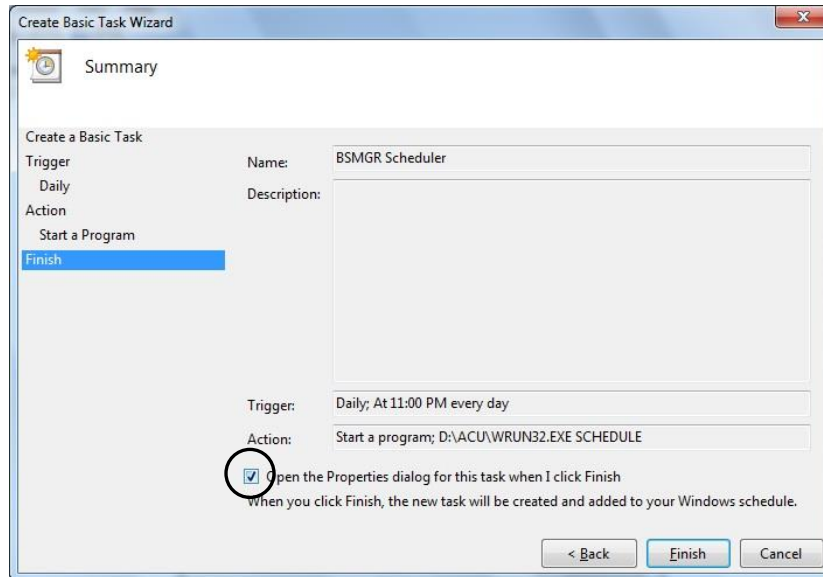 Create Basic Task Wizard
Summary
Create a Basic Task
Trigger
Daily
Action
Start a Program
Finish
Name: BSMGR Scheduler
Description:
Trigger: Daily; At 11:00 PM every day
Action: Start a program; D:\ACU\WRUN32.EXE SCHEDULE
Open the Properties dialog for this task when I click Finish
When you click Finish, the new task will be created and added to your Windows schedule.
< Back Finish Cancel